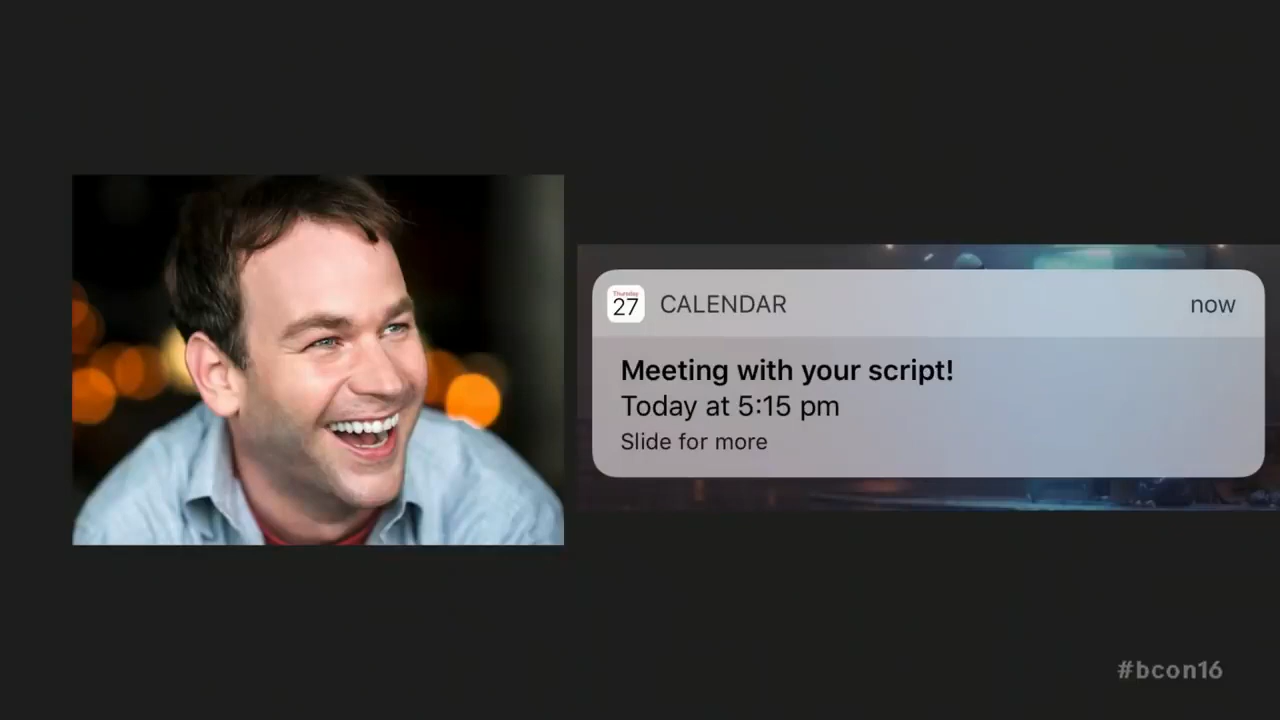 Thursday
27
CALENDAR
now
Meeting with your script!
Today at 5:15 pm
Slide for more
#bcon16